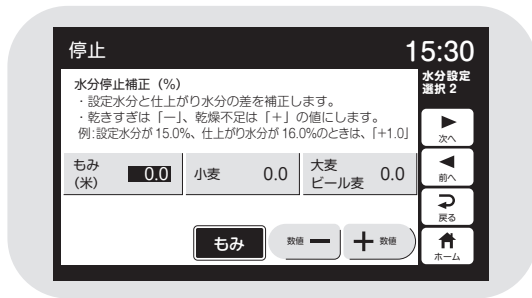 停止
15:30
水分設定
選択 2
水分停止補正（%）
・設定水分と仕上がり水分の差を補正します。
・乾きすぎは「―」、乾燥不足は「+」の値にします。
例:設定水分が 15.0%、仕上がり水分が 16.0%のときは、「+1.0」
もみ
(米)
0.0
小麦
0.0
大麦
ビール麦
0.0
もみ
数値 ー
＋ 数値
次へ
前へ
戻る
ホーム